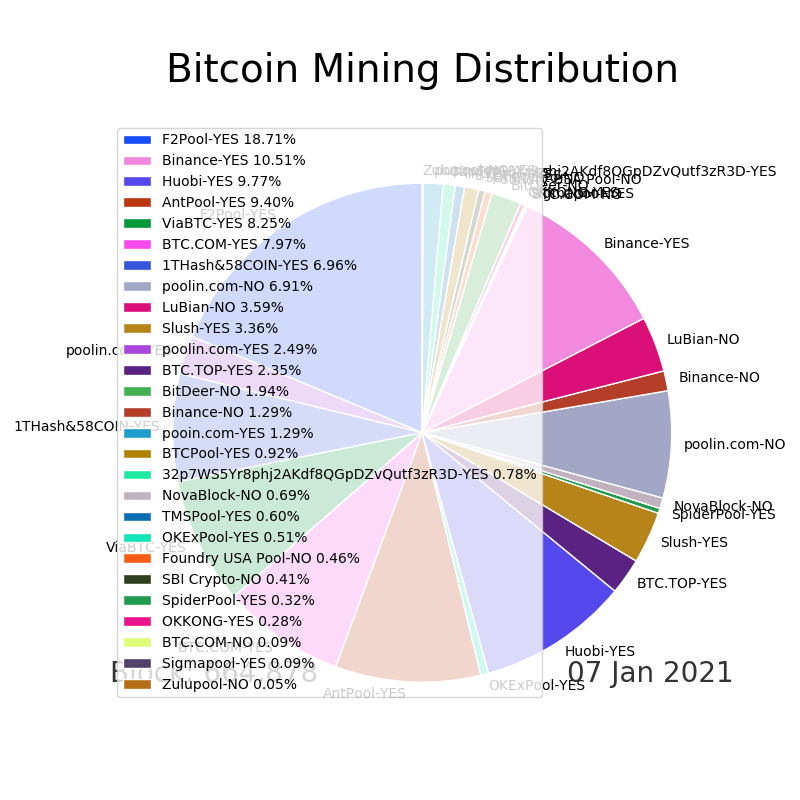 Bitcoin Mining Distribution
F2Pool-YES 18.71%
Binance-YES 10.51%
Huobi-YES 9.77%
AntPool-YES 9.40%
ViaBTC-YES 8.25%
BTC.COM-YES 7.97%
1THash&58COIN-YES 6.96%
poolin.com-NO 6.91%
LuBian-NO 3.59%
Slush-YES 3.36%
poolin.com-YES 2.49%
BTC.TOP-YES 2.35%
BitDeer-NO 1.94%
Binance-NO 1.29%
pooin.com-YES 1.29%
BTCPool-YES 0.92%
32p7WS5Yr8phj2AKdf8QGpDZvQutf3zR3D-YES 0.78%
NovaBlock-NO 0.69%
TMSPool-YES 0.60%
OKExPool-YES 0.51%
Foundry USA Pool-NO 0.46%
SBI Crypto-NO 0.41%
SpiderPool-YES 0.32%
OKKONG-YES 0.28%
BTC.COM-NO 0.09%
Sigmapool-YES 0.09%
Zulupool-NO 0.05%
F2Pool-YES
poolin.com-YES
1THash&58COIN-YES
ViaBTC-YES
BTC.COM-YES
AntPool-YES
OKExPool-YES
Huobi-YES
BTC.TOP-YES
Slush-YES
SpiderPool-YES
NovaBlock-NO
poolin.com-NO
Binance-NO
LuBian-NO
Binance-YES
Block: 664,878
07 Jan 2021